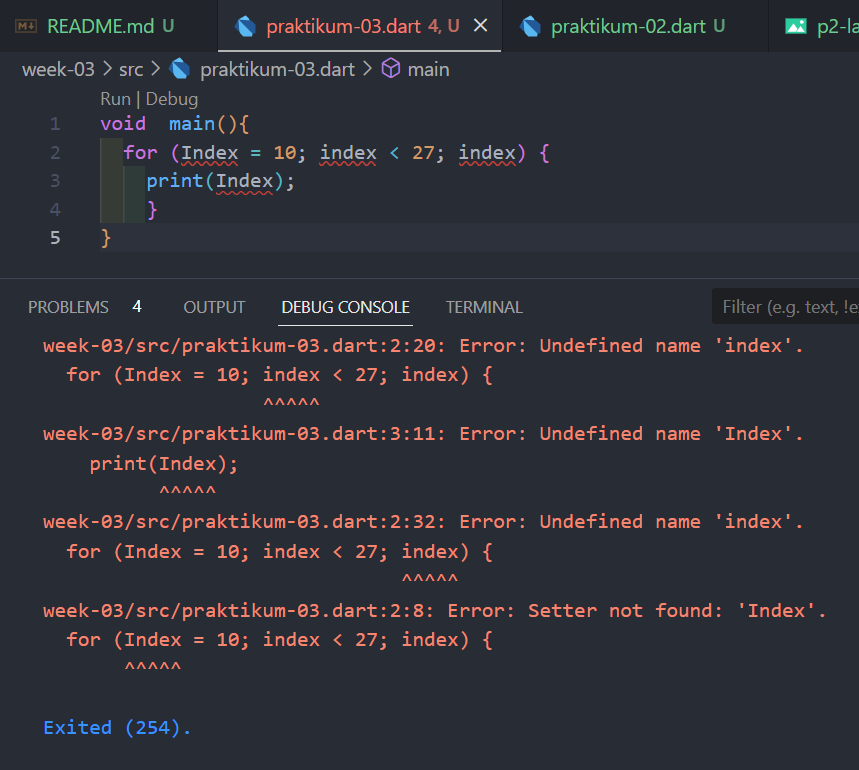 README.md U
praktikum-03.dart 4, U
praktikum-02.dart U
week-03 > src > praktikum-03.dart > main
Run | Debug
1 void  main(){
2 for (Index = 10; index < 27; index) {
3 print(Index);
4 }
5 }
PROBLEMS 4 OUTPUT DEBUG CONSOLE TERMINAL Filter (e.g. text,
week-03/src/praktikum-03.dart:2:20: Error: Undefined name 'index'.
for (Index = 10; index < 27; index) {
^^^^^
week-03/src/praktikum-03.dart:3:11: Error: Undefined name 'Index'.
print(Index);
^^^^^
week-03/src/praktikum-03.dart:2:32: Error: Undefined name 'index'.
for (Index = 10; index < 27; index) {
^^^^^
week-03/src/praktikum-03.dart:2:8: Error: Setter not found: 'Index'.
for (Index = 10; index < 27; index) {
^^^^^
Exited (254).